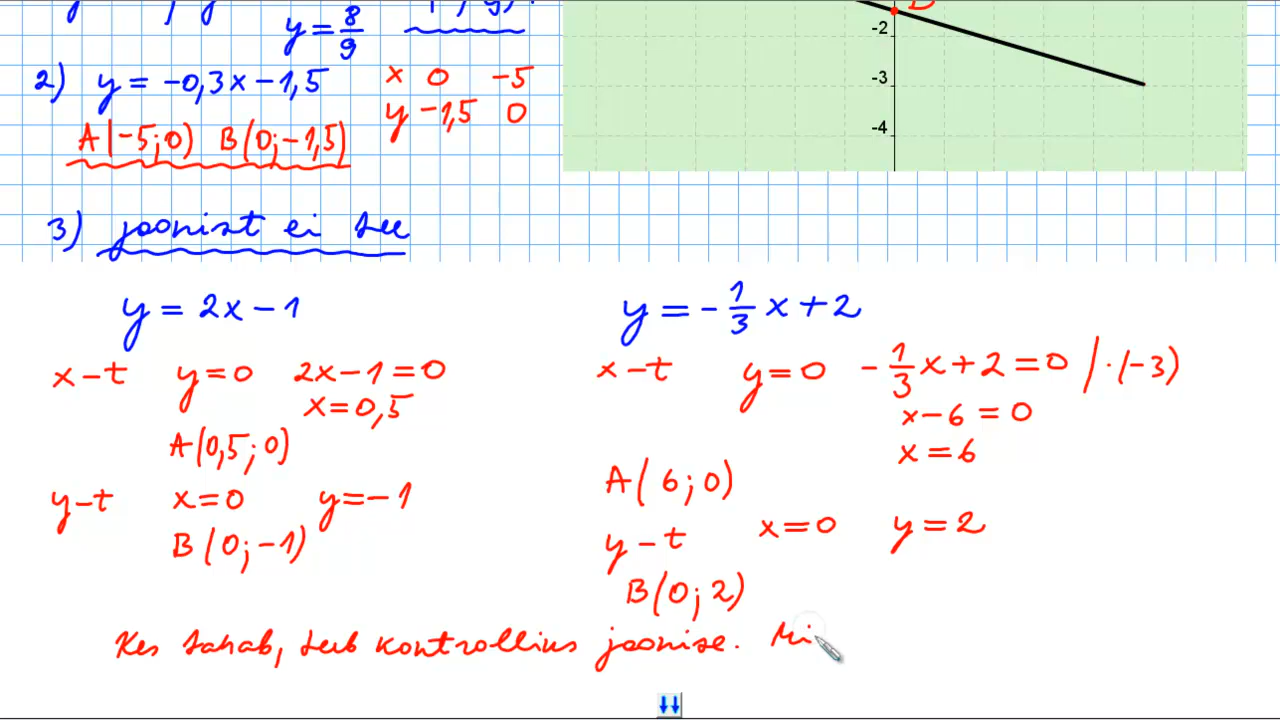 y = 8/9
2) y = -0,3x - 1,5
x 0 -5
y -1,5 0
A(-5;0) B(0;-1,5)
-2
-3
-4
3) joonist ei tee
y = 2x - 1
x-t y=0 2x-1=0
x=0,5
A(0,5;0)
y-t x=0 y=-1
B(0;-1)
y = -1/3 x + 2
x-t y=0 -1/3 x + 2 = 0 /·(-3)
x-6=0
x=6
A(6;0)
y-t x=0 y=2
B(0;2)
Kes tahab, teeb kontrolliks joonise. Mi